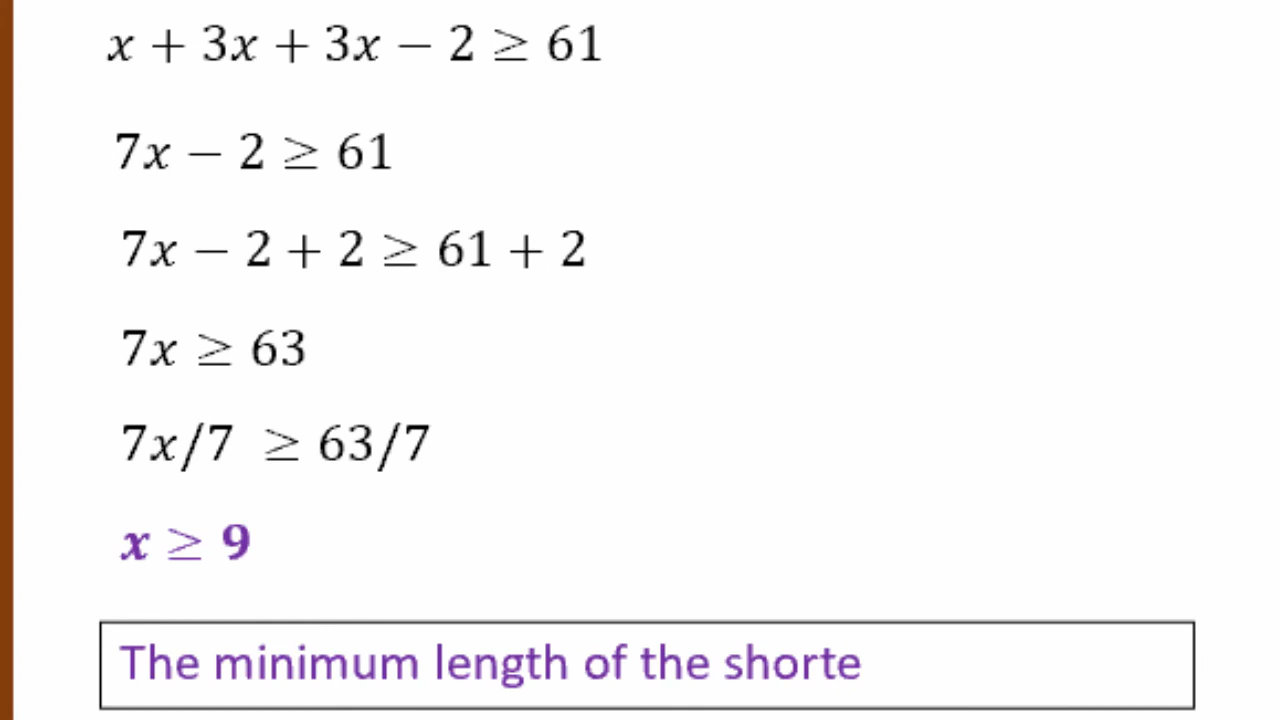 x + 3x + 3x − 2 ≥ 61
7x − 2 ≥ 61
7x − 2 + 2 ≥ 61 + 2
7x ≥ 63
7x/7 ≥ 63/7
x ≥ 9
The minimum length of the shorte